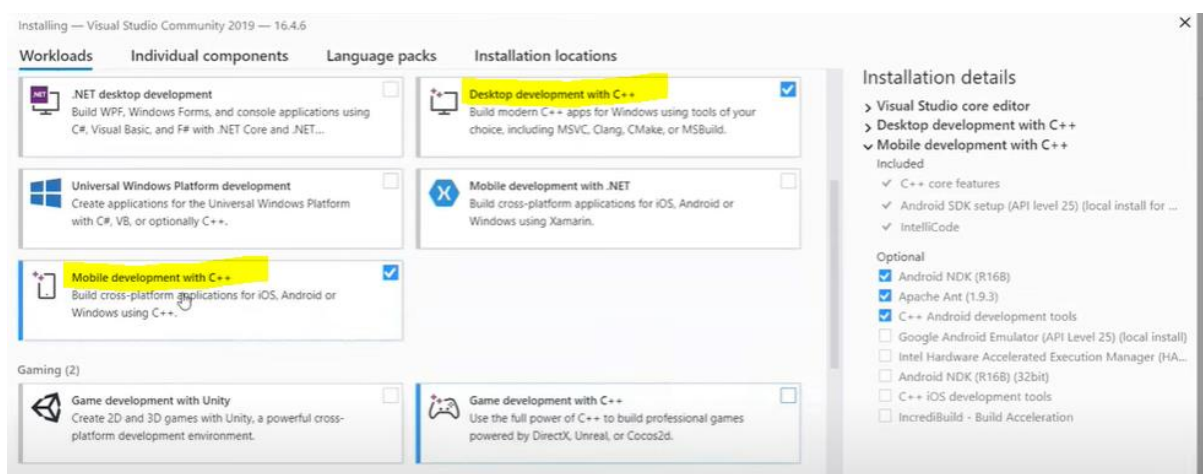 Installing — Visual Studio Community 2019 — 16.4.6
Workloads
Individual components
Language packs
Installation locations
.NET desktop development
Build WPF, Windows Forms, and console applications using
C#, Visual Basic, and F# with .NET Core and .NET...
Desktop development with C++
Build modern C++ apps for Windows using tools of your
choice, including MSVC, Clang, CMake, or MSBuild.
Universal Windows Platform development
Create applications for the Universal Windows Platform
with C#, VB, or optionally C++.
Mobile development with .NET
Build cross-platform applications for iOS, Android or
Windows using Xamarin.
Mobile development with C++
Build cross-platform applications for iOS, Android or
Windows using C++.
Gaming (2)
Game development with Unity
Create 2D and 3D games with Unity, a powerful cross-
platform development environment.
Game development with C++
Use the full power of C++ to build professional games
powered by DirectX, Unreal, or Cocos2d.
Installation details
Visual Studio core editor
Desktop development with C++
Mobile development with C++
Included
C++ core features
Android SDK setup (API level 25) (local install for ...
IntelliCode
Optional
Android NDK (R16B)
Apache Ant (1.9.3)
C++ Android development tools
Google Android Emulator (API Level 25) (local install)
Intel Hardware Accelerated Execution Manager (HA...
Android NDK (R16B) (32bit)
C++ iOS development tools
IncrediBuild - Build Acceleration